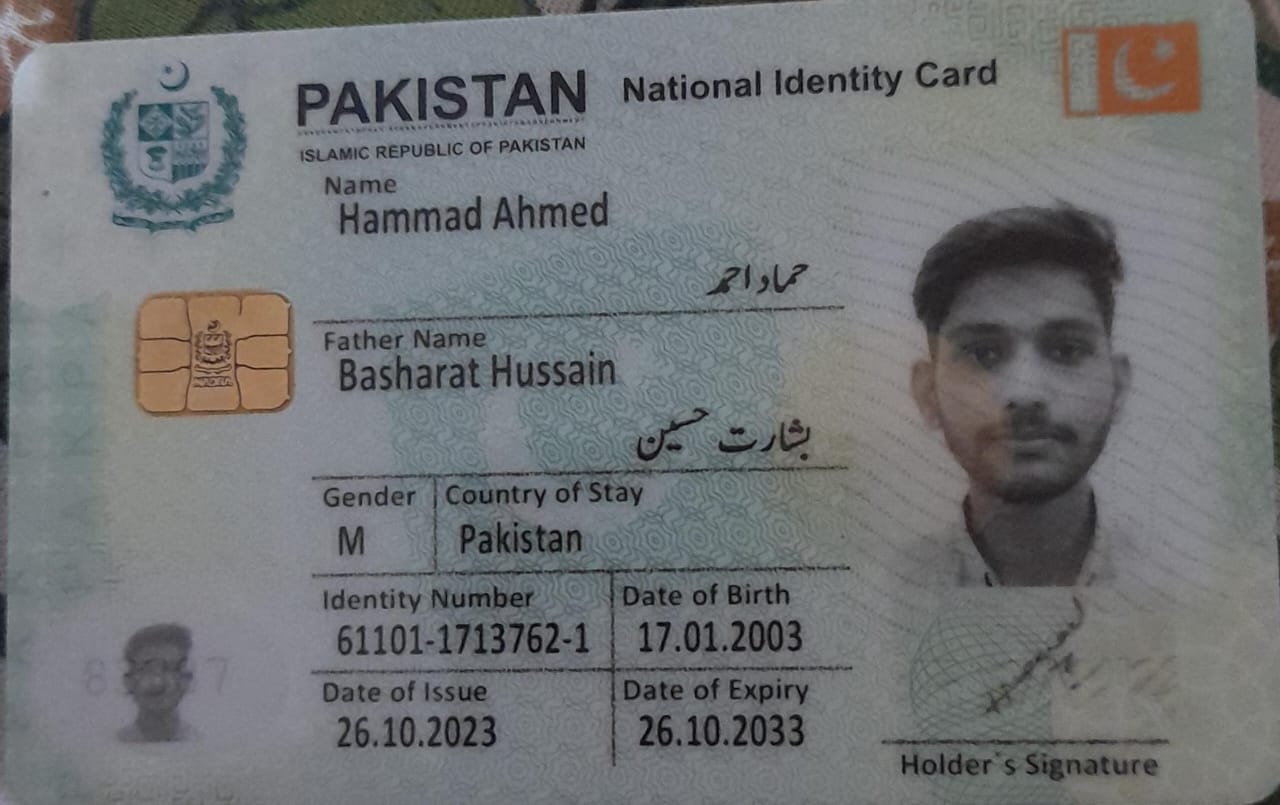 PAKISTAN National Identity Card
ISLAMIC REPUBLIC OF PAKISTAN
Name
Hammad Ahmed
حماد احمد
Father Name
Basharat Hussain
بشارت حسین
Gender Country of Stay
M Pakistan
Identity Number Date of Birth
61101-1713762-1 17.01.2003
Date of Issue Date of Expiry
26.10.2023 26.10.2033
Holder's Signature